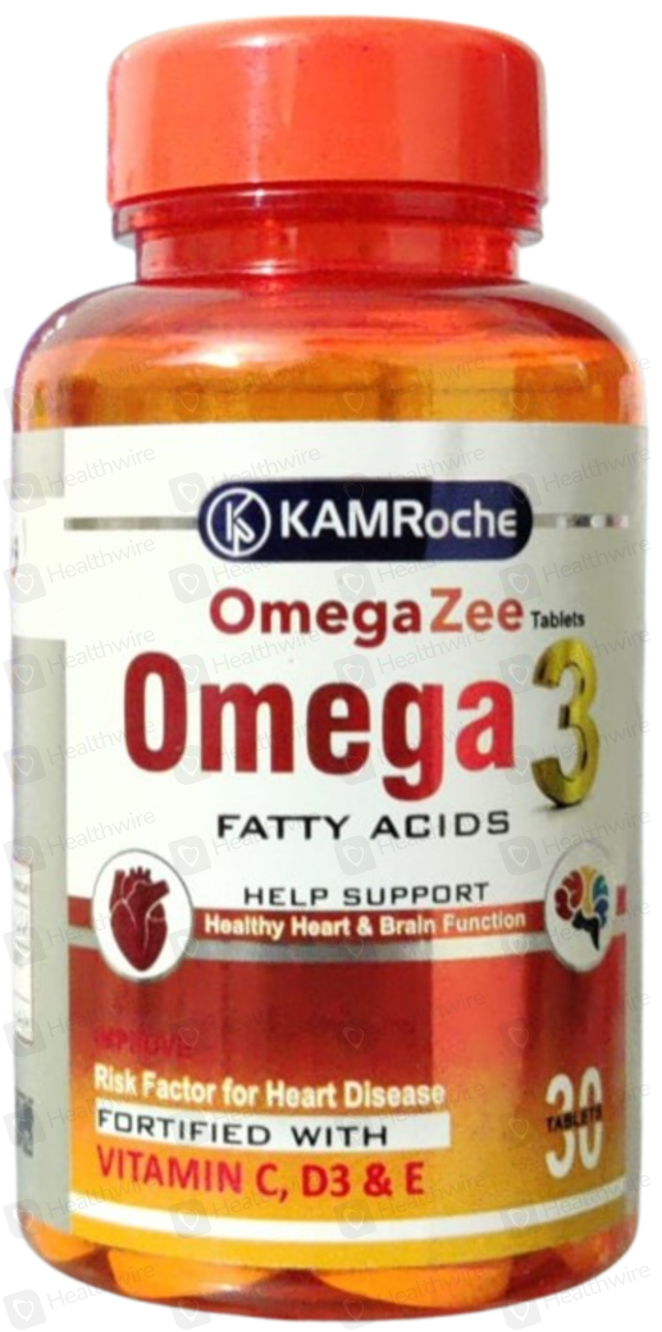 KAMRoche
OmegaZee Tablets
Omega 3
FATTY ACIDS
HELP SUPPORT
Healthy Heart & Brain Function
IMPROVE
Risk Factor for Heart Disease
FORTIFIED WITH
VITAMIN C, D3 & E
30
TABLETS
Healthwire